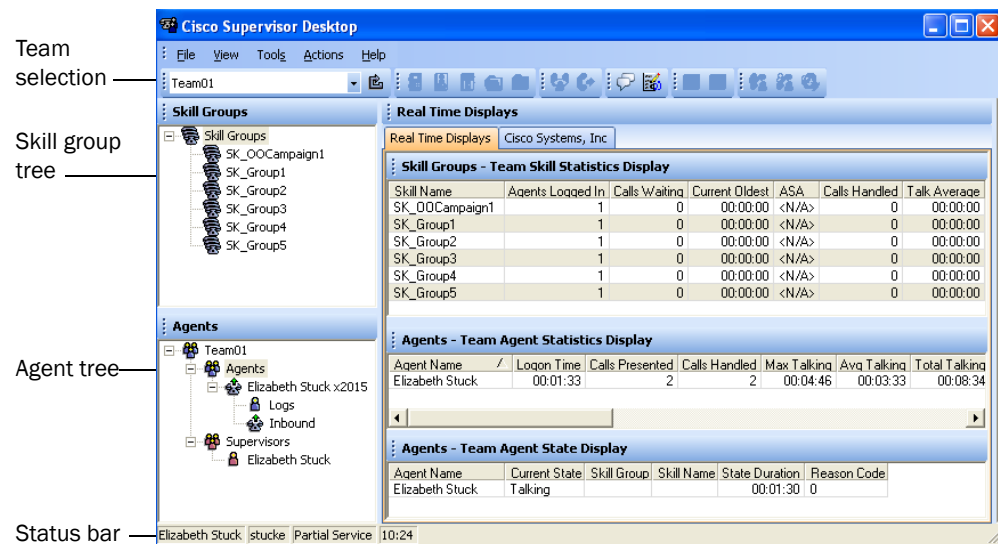 Team
selection
Skill group
tree
Agent tree
Status bar
Cisco Supervisor Desktop
File View Tools Actions Help
Team01
Skill Groups
Skill Groups
SK_OOCampaign1
SK_Group1
SK_Group2
SK_Group3
SK_Group4
SK_Group5
Agents
Team01
Agents
Elizabeth Stuck x2015
Logs
Inbound
Supervisors
Elizabeth Stuck
Real Time Displays
Real Time Displays Cisco Systems, Inc
Skill Groups - Team Skill Statistics Display
Skill Name Agents Logged In Calls Waiting Current Oldest ASA Calls Handled Talk Average
SK_OOCampaign1 1 0 00:00:00 <N/A> 0 00:00:00
SK_Group1 1 0 00:00:00 <N/A> 0 00:00:00
SK_Group2 1 0 00:00:00 <N/A> 0 00:00:00
SK_Group3 1 0 00:00:00 <N/A> 0 00:00:00
SK_Group4 1 0 00:00:00 <N/A> 0 00:00:00
SK_Group5 1 0 00:00:00 <N/A> 0 00:00:00
Agents - Team Agent Statistics Display
Agent Name Logon Time Calls Presented Calls Handled Max Talking Avg Talking Total Talking
Elizabeth Stuck 00:01:33 2 2 00:04:46 00:03:33 00:08:34
Agents - Team Agent State Display
Agent Name Current State Skill Group Skill Name State Duration Reason Code
Elizabeth Stuck Talking 00:01:30 0
Elizabeth Stuck stucke Partial Service 10:24